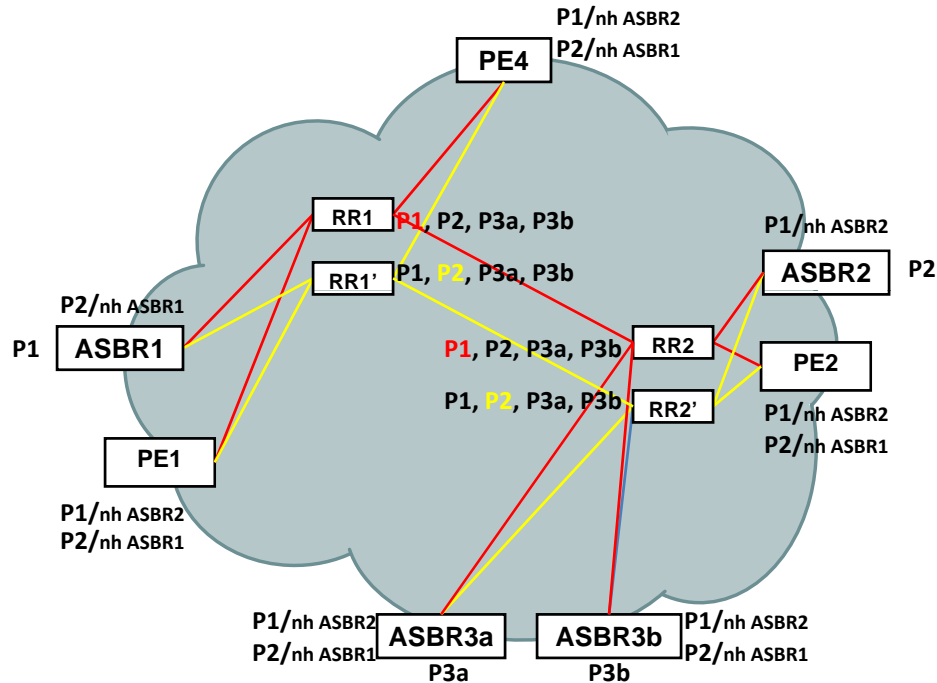 P1/nh ASBR2
P2/nh ASBR1
PE4
RR1
P1, P2, P3a, P3b
RR1’
P1, P2, P3a, P3b
P1/nh ASBR2
ASBR2
P2
P2/nh ASBR1
P1
ASBR1
P1, P2, P3a, P3b
RR2
PE2
P1, P2, P3a, P3b
RR2’
P1/nh ASBR2
P2/nh ASBR1
PE1
P1/nh ASBR2
P2/nh ASBR1
P1/nh ASBR2
P2/nh ASBR1
ASBR3a
P3a
ASBR3b
P3b
P1/nh ASBR2
P2/nh ASBR1